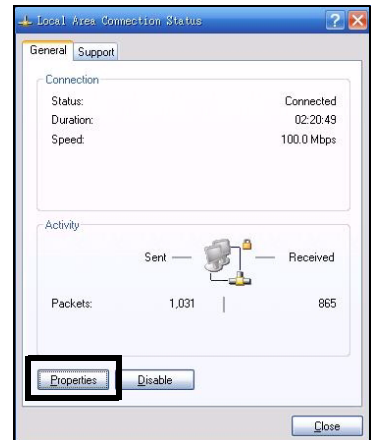 Local Area Connection Status
General Support
Connection
Status: Connected
Duration: 02:20:49
Speed: 100.0 Mbps
Activity
Sent — — Received
Packets: 1,031 | 865
Properties Disable
Close